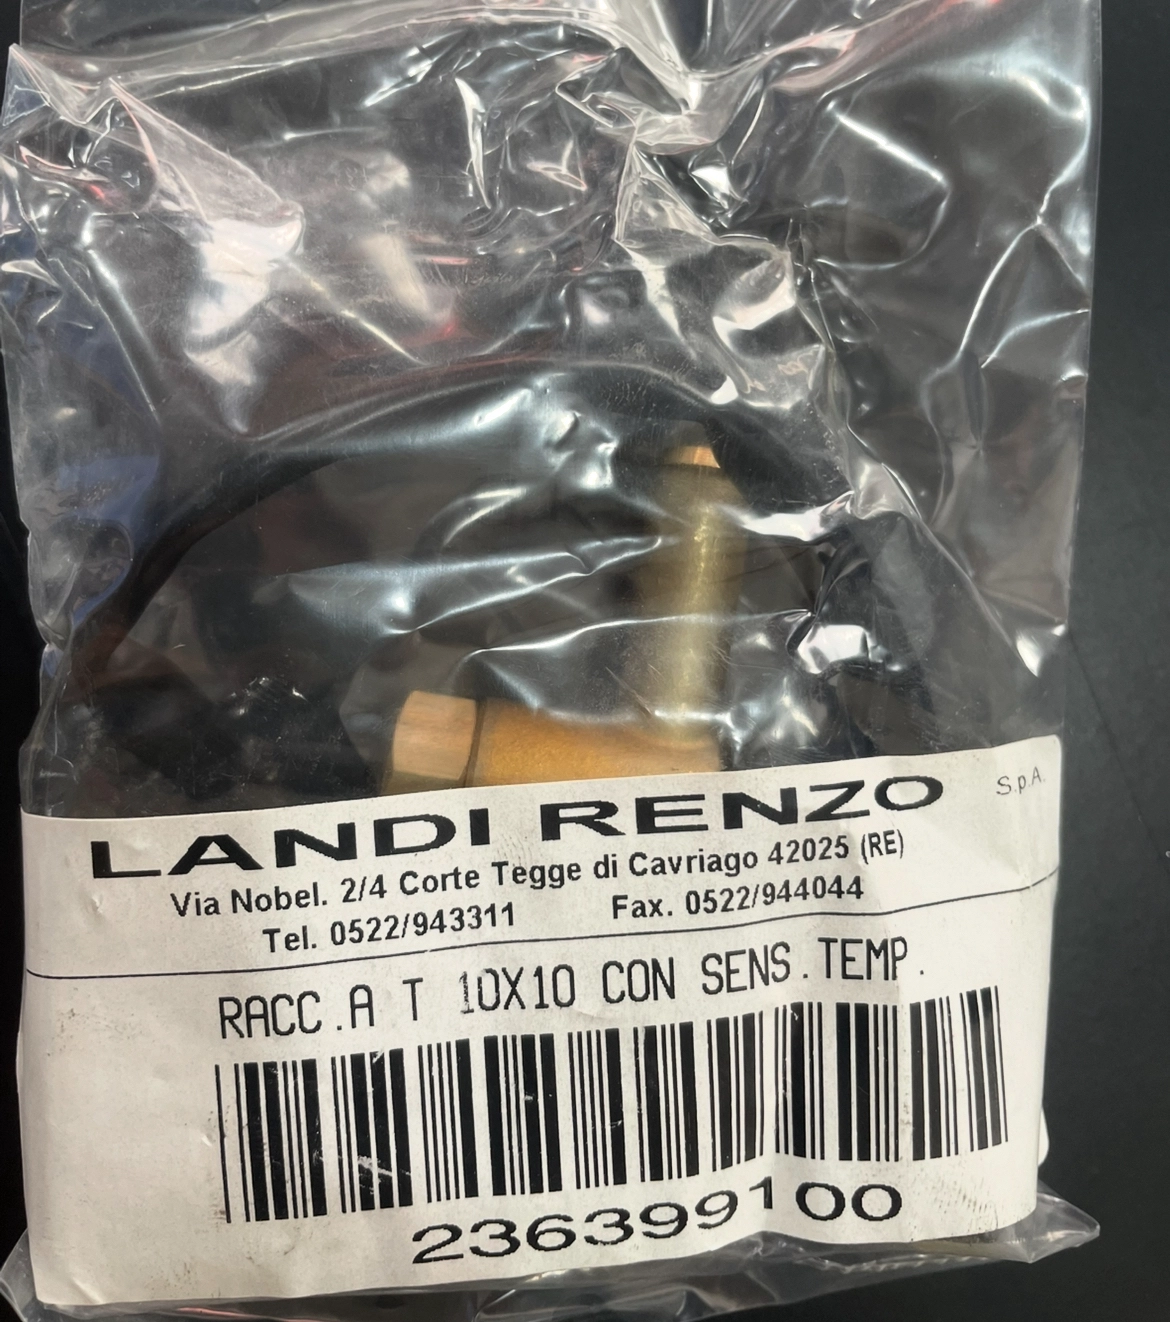 LANDI RENZO S.p.A.
Via Nobel. 2/4 Corte Tegge di Cavriago 42025 (RE)
Tel. 0522/943311 Fax. 0522/944044
RACC.A T 10X10 CON SENS.TEMP.
236399100